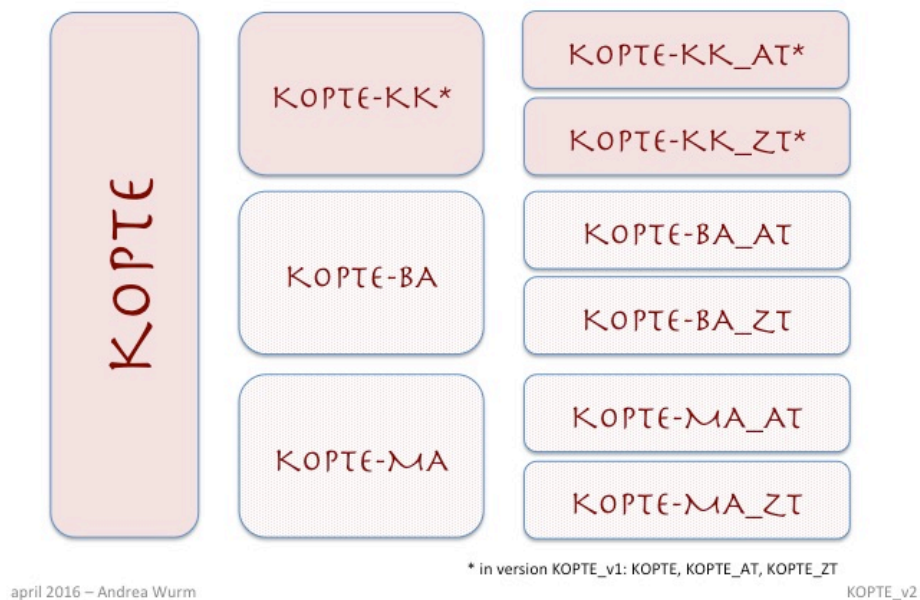 KOPTE
KOPTE-KK*
KOPTE-KK_AT*
KOPTE-KK_ZT*
KOPTE-BA
KOPTE-BA_AT
KOPTE-BA_ZT
KOPTE-MA
KOPTE-MA_AT
KOPTE-MA_ZT
* in version KOPTE_v1: KOPTE, KOPTE_AT, KOPTE_ZT
april 2016 – Andrea Wurm
KOPTE_v2